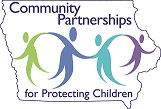 Community
Partnerships
for Protecting Children